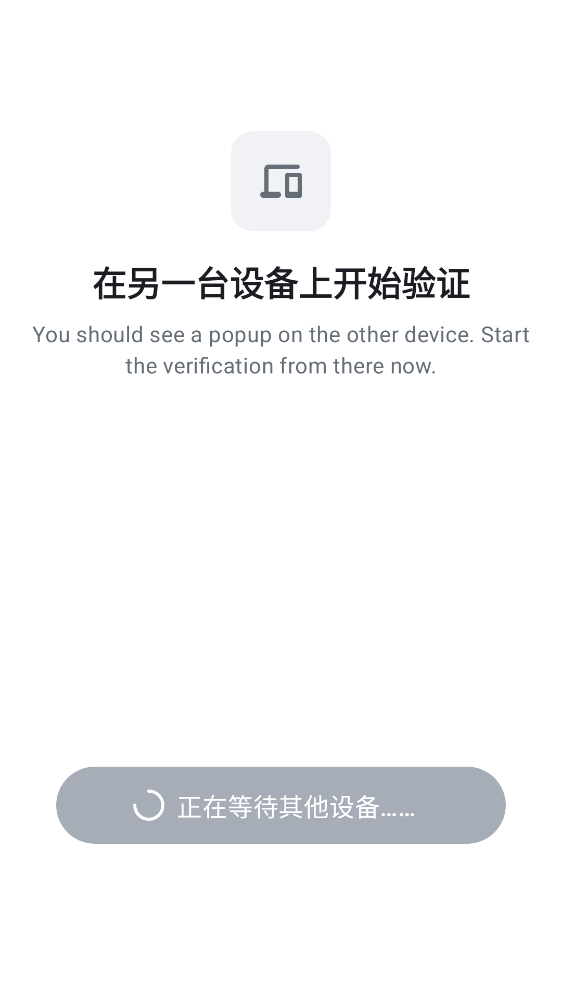 在另一台设备上开始验证
You should see a popup on the other device. Start
the verification from there now.
正在等待其他设备……